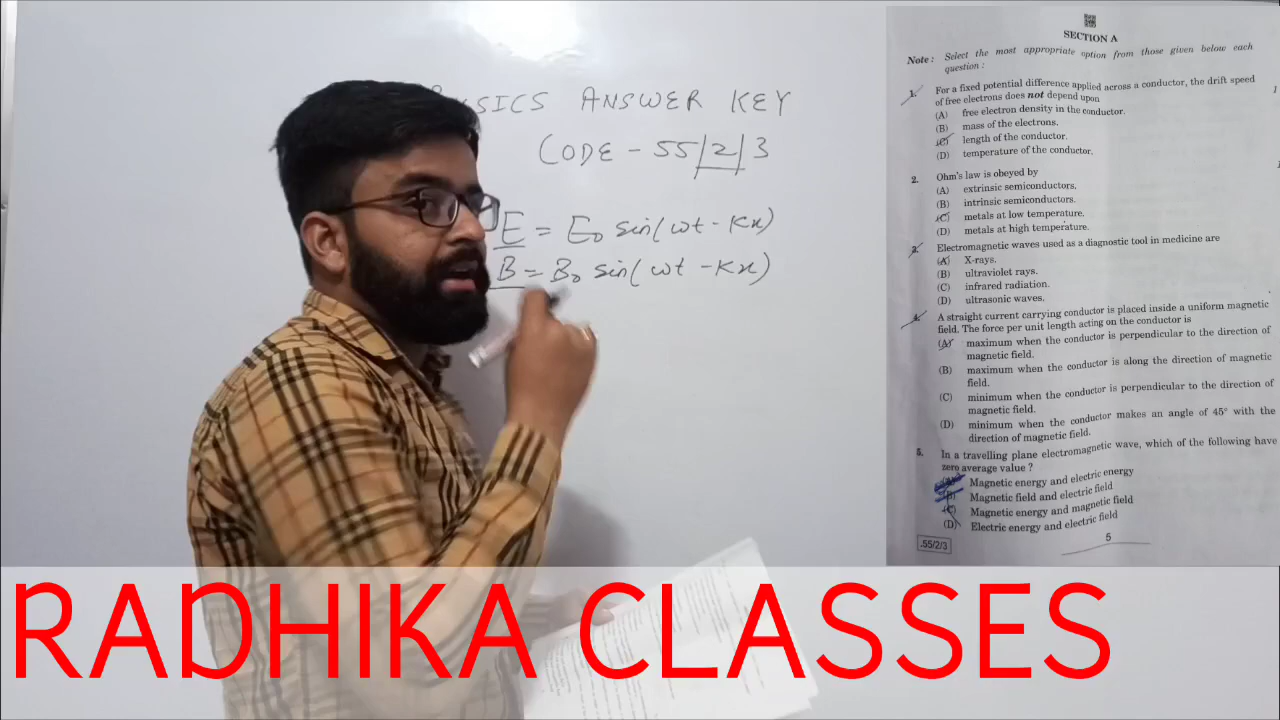 PHYSICS ANSWER KEY
CODE - 55/2/3
E = E₀ sin(ωt - Kx)
B = B₀ sin(ωt - Kx)
SECTION A
Note : Select the most appropriate option from those given below each
question :
1. For a fixed potential difference applied across a conductor, the drift speed
of free electrons does not depend upon
1
(A) free electron density in the conductor.
(B) mass of the electrons.
(C) length of the conductor.
(D) temperature of the conductor.
2. Ohm's law is obeyed by
(A) extrinsic semiconductors.
(B) intrinsic semiconductors.
(C) metals at low temperature.
(D) metals at high temperature.
3. Electromagnetic waves used as a diagnostic tool in medicine are
(A) X-rays.
(B) ultraviolet rays.
(C) infrared radiation.
(D) ultrasonic waves.
4. A straight current carrying conductor is placed inside a uniform magnetic
field. The force per unit length acting on the conductor is
(A) maximum when the conductor is perpendicular to the direction of
magnetic field.
(B) maximum when the conductor is along the direction of magnetic
field.
(C) minimum when the conductor is perpendicular to the direction of
magnetic field.
(D) minimum when the conductor makes an angle of 45° with the
direction of magnetic field.
5. In a travelling plane electromagnetic wave, which of the following have
zero average value ?
(A) Magnetic energy and electric energy
(B) Magnetic field and electric field
(C) Magnetic energy and magnetic field
(D) Electric energy and electric field
.55/2/3
5
RADHIKA CLASSES